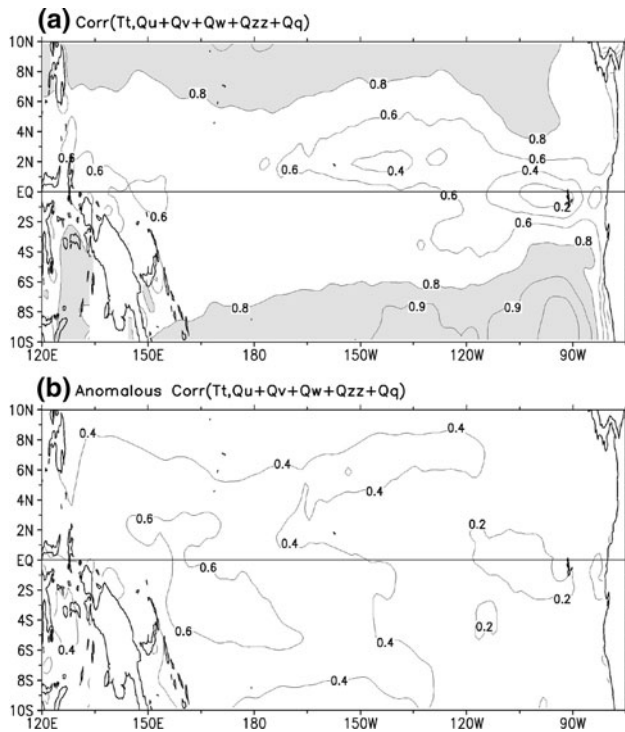 (a) Corr(Tt,Qu+Qv+Qw+Qzz+Qq)
10N
8N
6N
4N
2N
EQ
2S
4S
6S
8S
10S
0.8
0.8
0.8
0.6
0.6
0.4
0.4
0.6
0.6
0.6
0.6
0.6
0.2
0.6
0.8
0.8
0.9
0.9
120E 150E 180 150W 120W 90W
(b) Anomalous Corr(Tt,Qu+Qv+Qw+Qzz+Qq)
10N
8N
6N
4N
2N
EQ
2S
4S
6S
8S
10S
0.4
0.4
0.4
0.4
0.6
0.4
0.2
0.6
0.2
0.2
0.6
0.4
0.4
0.4
120E 150E 180 150W 120W 90W